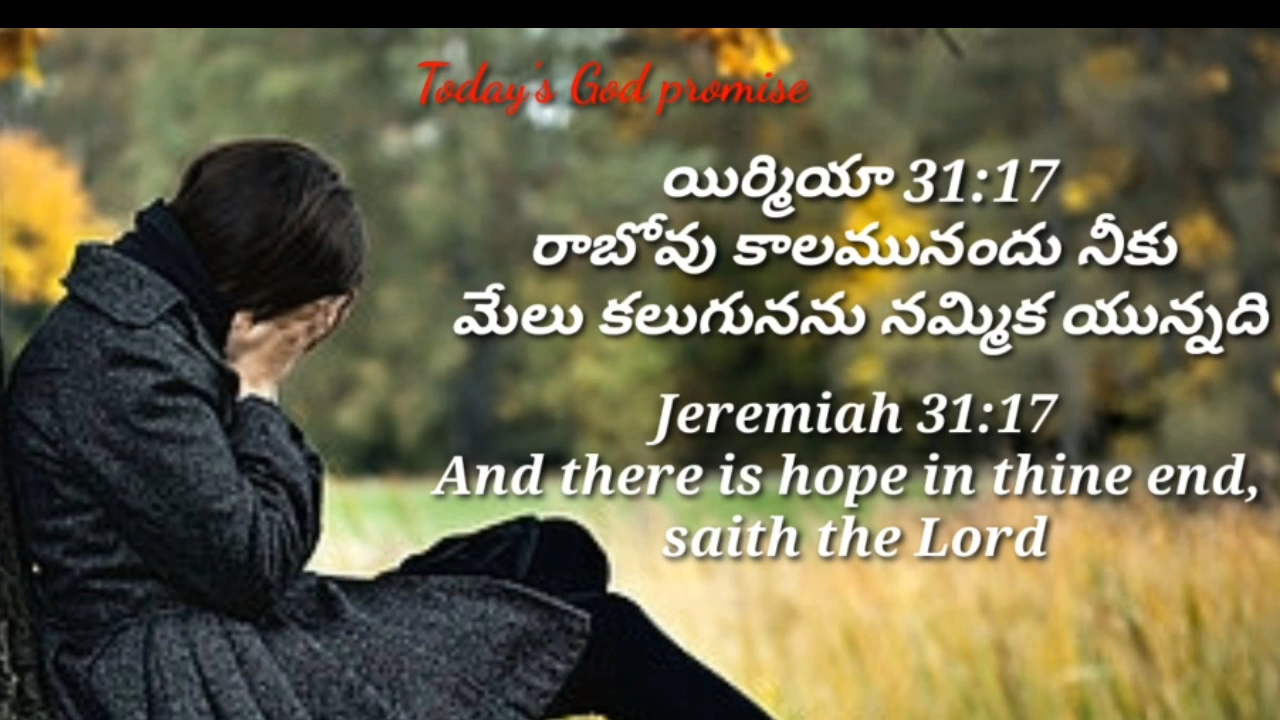 Today's God promise
యిర్మియా 31:17
రాబోవు కాలమునందు నీకు
మేలు కలుగునను నమ్మిక యున్నది
Jeremiah 31:17
And there is hope in thine end,
saith the Lord